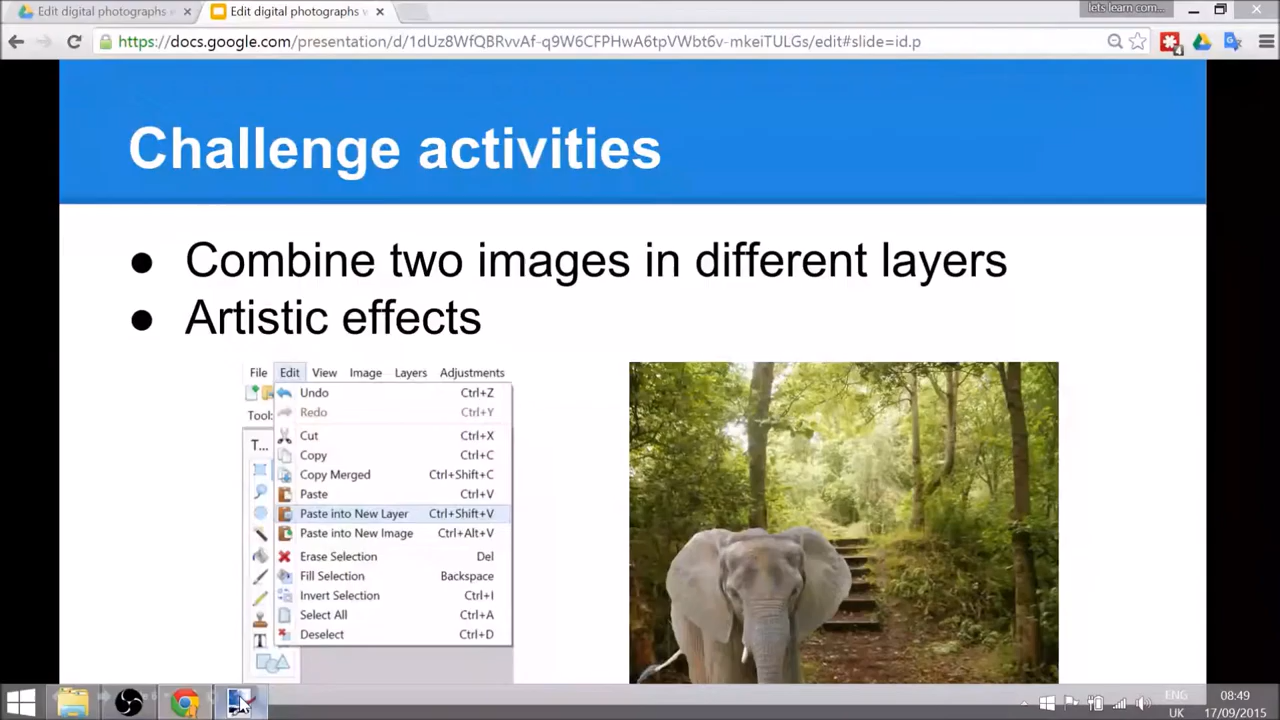 Edit digital photographs
Edit digital photographs
lets learn com...
https://docs.google.com/presentation/d/1dUz8WfQBRvvAf-q9W6CFPHwA6tpVWbt6v-mkeiTULGs/edit#slide=id.p
Challenge activities
● Combine two images in different layers
● Artistic effects
File Edit View Image Layers Adjustments
Undo Ctrl+Z
Redo Ctrl+Y
Tool:
Cut Ctrl+X
T...
Copy Ctrl+C
Copy Merged Ctrl+Shift+C
Paste Ctrl+V
Paste into New Layer Ctrl+Shift+V
Paste into New Image Ctrl+Alt+V
Erase Selection Del
Fill Selection Backspace
Invert Selection Ctrl+I
Select All Ctrl+A
Deselect Ctrl+D
ENG
UK
08:49
17/09/2015